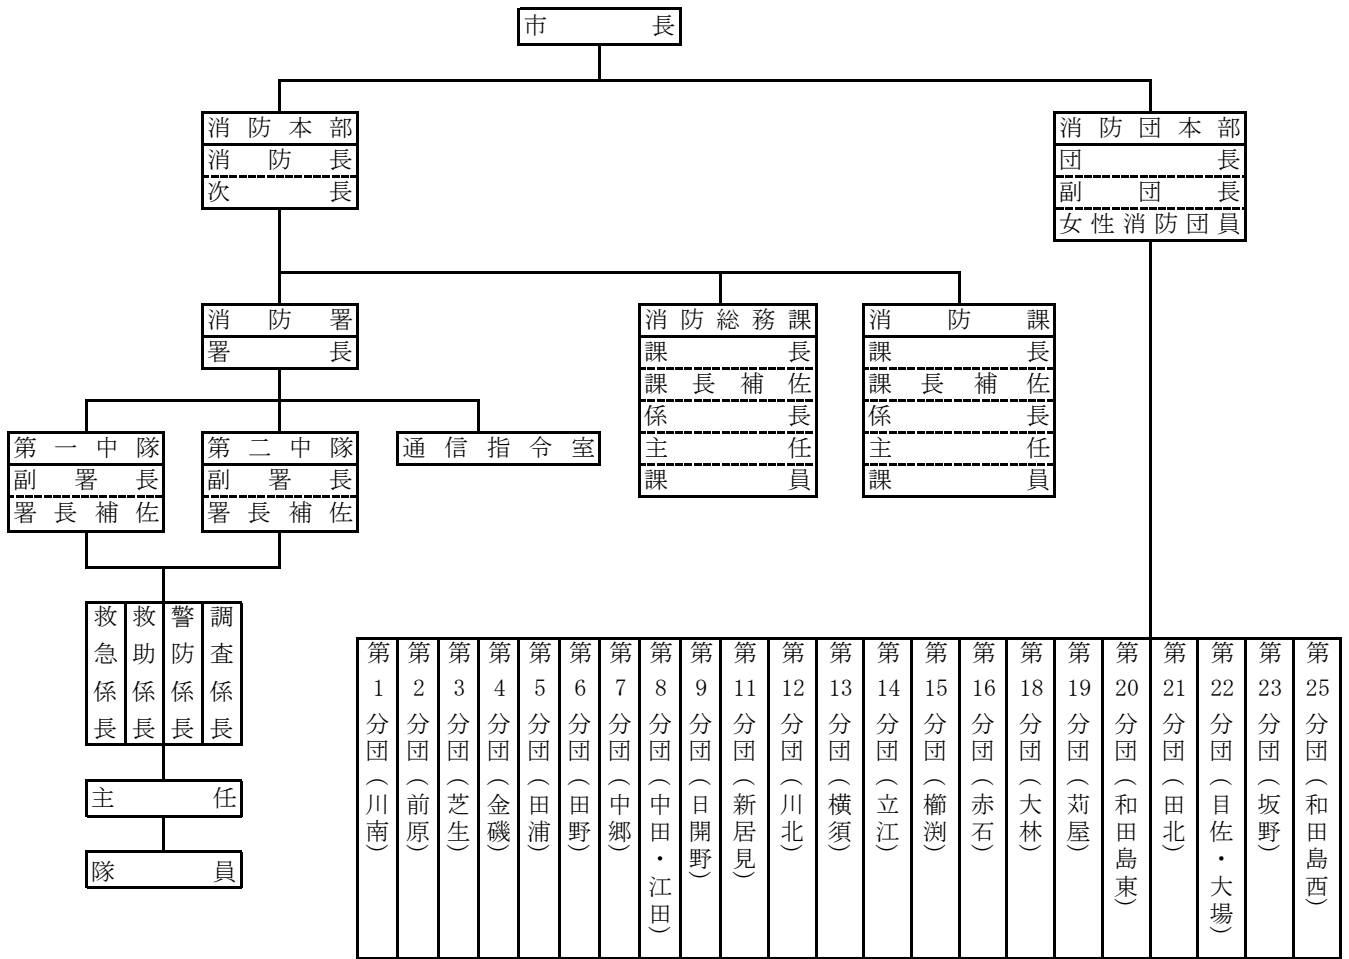 市長
消防本部
消防長
次長
消防団本部
団長
副団長
女性消防団員
消防署
署長
消防総務課
課長
課長補佐
係長
主任
課員
消防課
課長
課長補佐
係長
主任
課員
第一中隊
副署長
署長補佐
第二中隊
副署長
署長補佐
通信指令室
救急係長
救助係長
警防係長
調査係長
主任
隊員
第1分団(川南)
第2分団(前原)
第3分団(芝生)
第4分団(金磯)
第5分団(田浦)
第6分団(田野)
第7分団(中郷)
第8分団(中田・江田)
第9分団(日開野)
第11分団(新居見)
第12分団(川北)
第13分団(横須)
第14分団(立江)
第15分団(櫛渕)
第16分団(赤石)
第18分団(大林)
第19分団(苅屋)
第20分団(和田島東)
第21分団(田北)
第22分団(目佐・大場)
第23分団(坂野)
第25分団(和田島西)